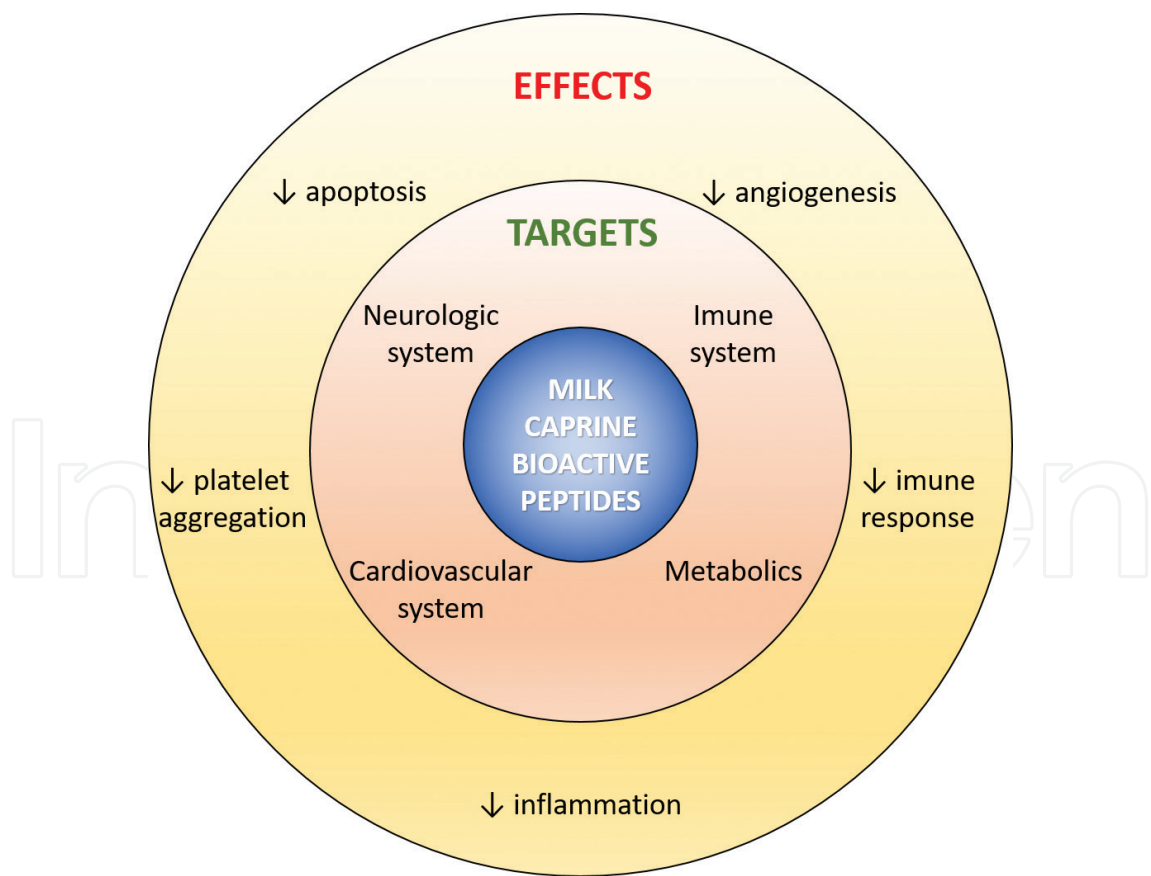 EFFECTS
↓ apoptosis
↓ angiogenesis
TARGETS
Neurologic
system
Imune
system
MILK
CAPRINE
BIOACTIVE
PEPTIDES
↓ platelet
aggregation
↓ imune
response
Cardiovascular
system
Metabolics
↓ inflammation